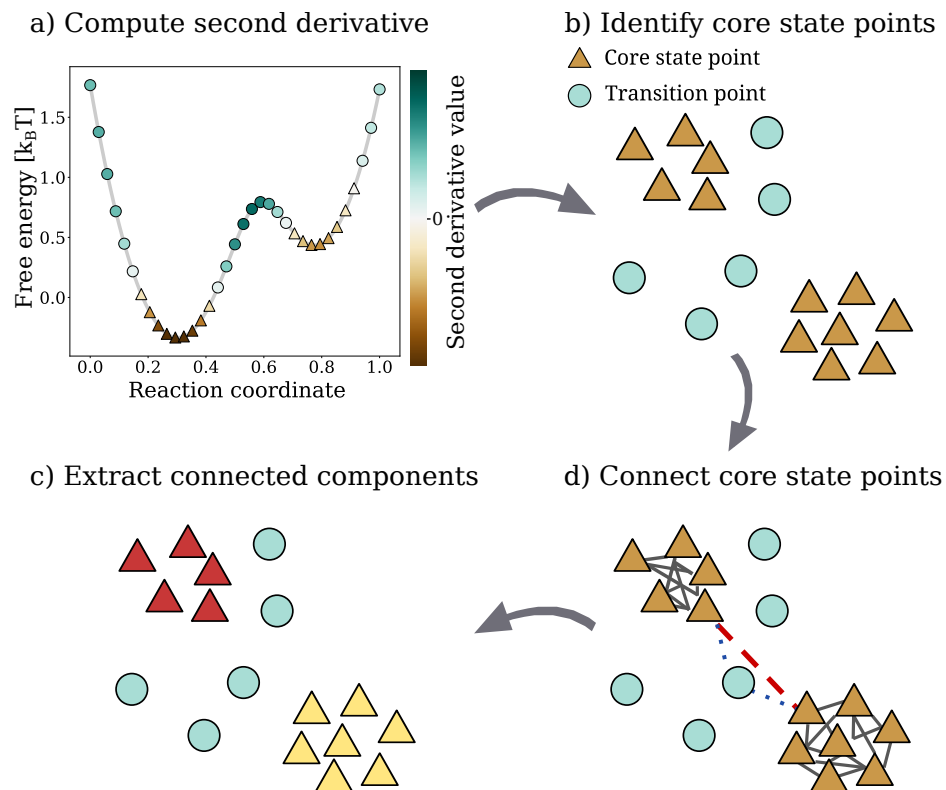 a) Compute second derivative
b) Identify core state points
Core state point
Transition point
Free energy [k_BT]
1.5
1.0
0.5
0.0
0.0 0.2 0.4 0.6 0.8 1.0
Reaction coordinate
0
Second derivative value
c) Extract connected components
d) Connect core state points